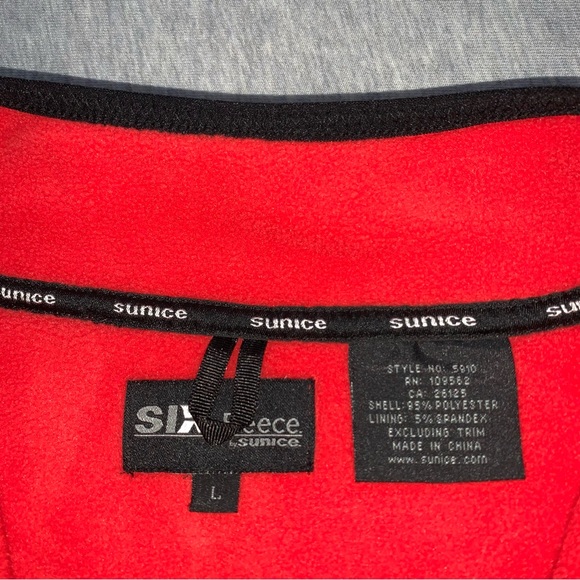 sunice sunice sunice sunice
STYLE NO: 5910
RN: 109562
CA: 26125
SHELL: 95% POLYESTER
LINING: 5% SPANDEX
EXCLUDING TRIM
MADE IN CHINA
www.sunice.com
SIX Fleece
sunice
L